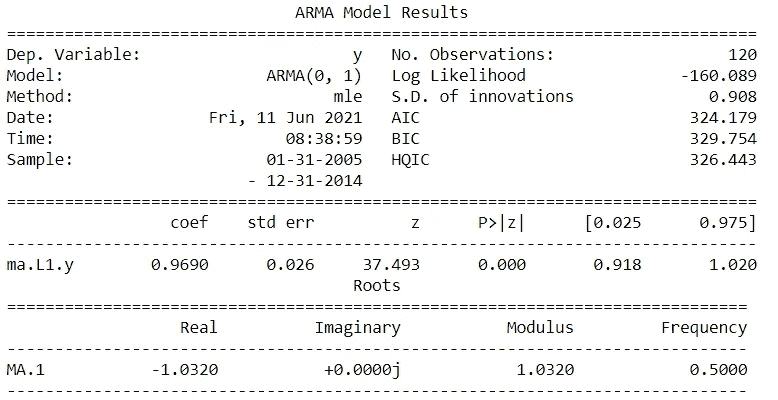 ARMA Model Results
==============================================================================
Dep. Variable:                      y   No. Observations:                  120
Model:                     ARMA(0, 1)   Log Likelihood                -160.089
Method:                           mle   S.D. of innovations              0.908
Date:                Fri, 11 Jun 2021   AIC                            324.179
Time:                        08:38:59   BIC                            329.754
Sample:                    01-31-2005   HQIC                           326.443
                         - 12-31-2014
==============================================================================
                 coef    std err          z      P>|z|      [0.025      0.975]
------------------------------------------------------------------------------
ma.L1.y        0.9690      0.026     37.493      0.000       0.918       1.020
                                    Roots
=============================================================================
                  Real          Imaginary           Modulus         Frequency
-----------------------------------------------------------------------------
MA.1           -1.0320           +0.0000j            1.0320            0.5000
-----------------------------------------------------------------------------